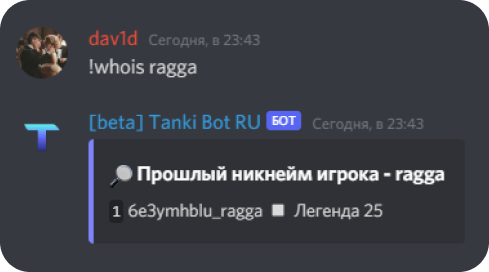 dav1d Сегодня, в 23:43
!whois ragga
[beta] Tanki Bot RU БОТ Сегодня, в 23:43
🔎 Прошлый никнейм игрока - ragga
1 6e3ymhblu_ragga ◻ Легенда 25